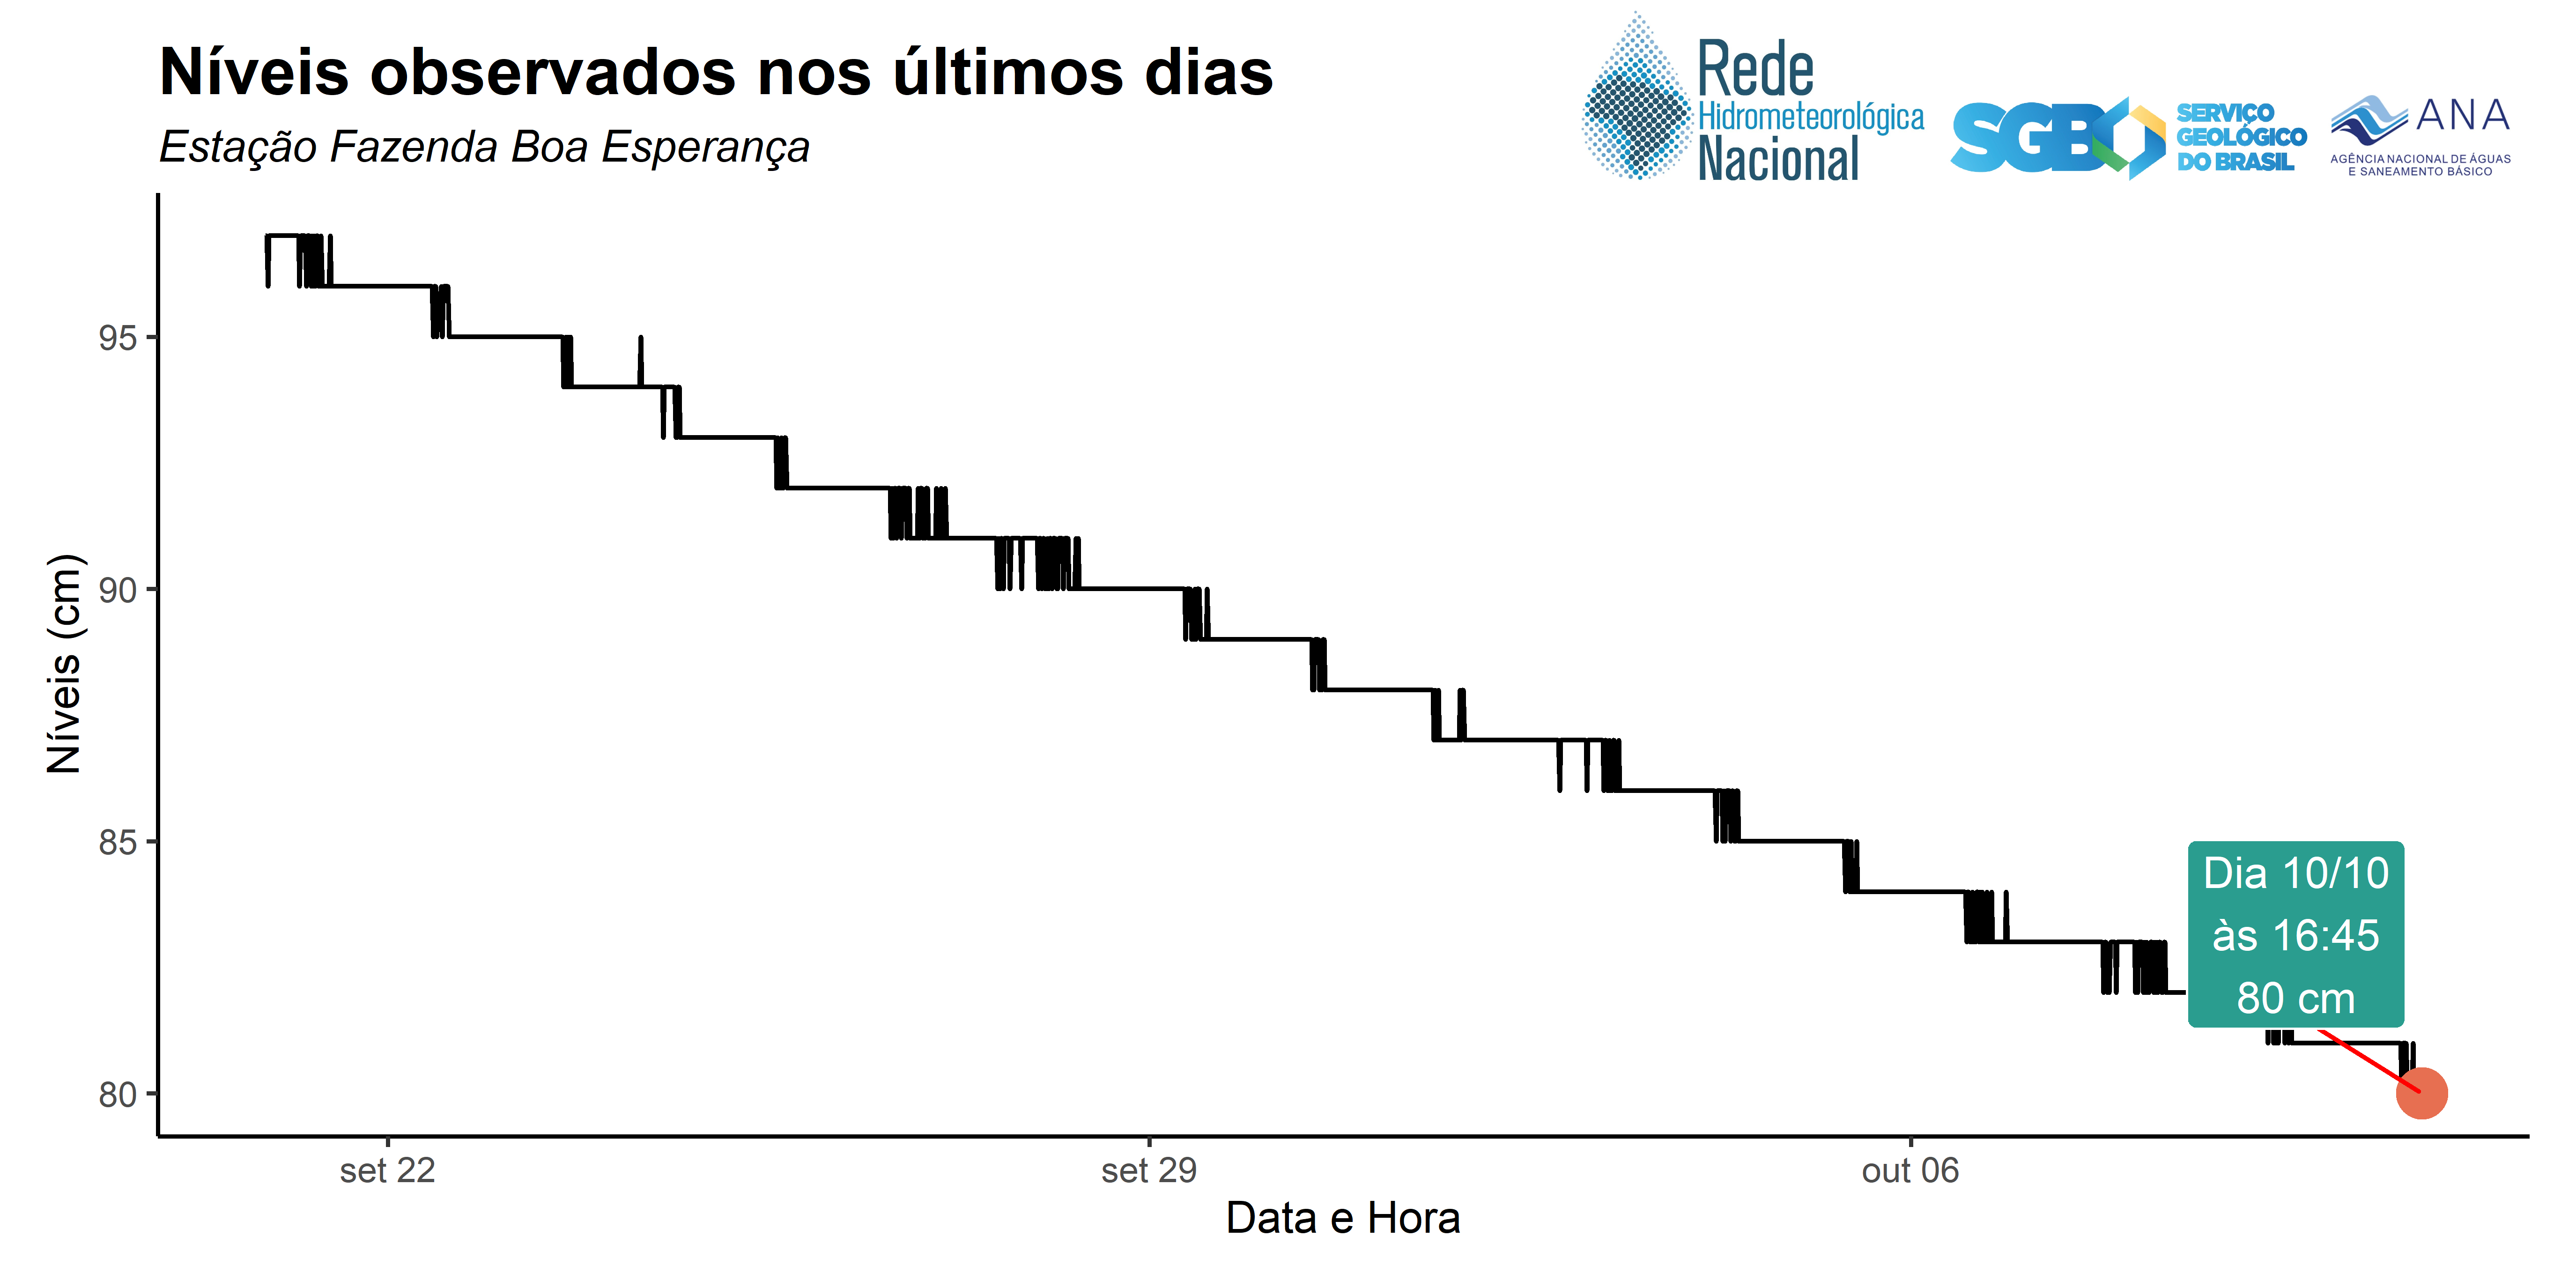 Níveis observados nos últimos dias
Estação Fazenda Boa Esperança
Rede
Hidrometeorológica
Nacional
SGB
SERVIÇO
GEOLÓGICO
DO BRASIL
ANA
AGÊNCIA NACIONAL DE ÁGUAS
E SANEAMENTO BÁSICO
Níveis (cm)
95
90
85
80
Dia 10/10
às 16:45
80 cm
set 22
set 29
out 06
Data e Hora